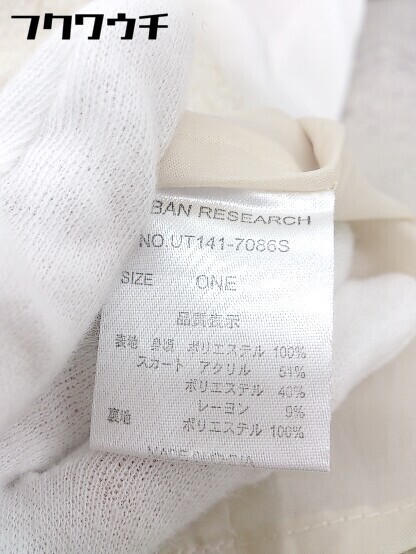 フクワウチ
BAN RESEARCH
NO.UT141-7086S
SIZE ONE
品質表示
表地 身頃 ポリエステル 100%
スカート アクリル 51%
ポリエステル 40%
レーヨン 9%
裏地 ポリエステル 100%